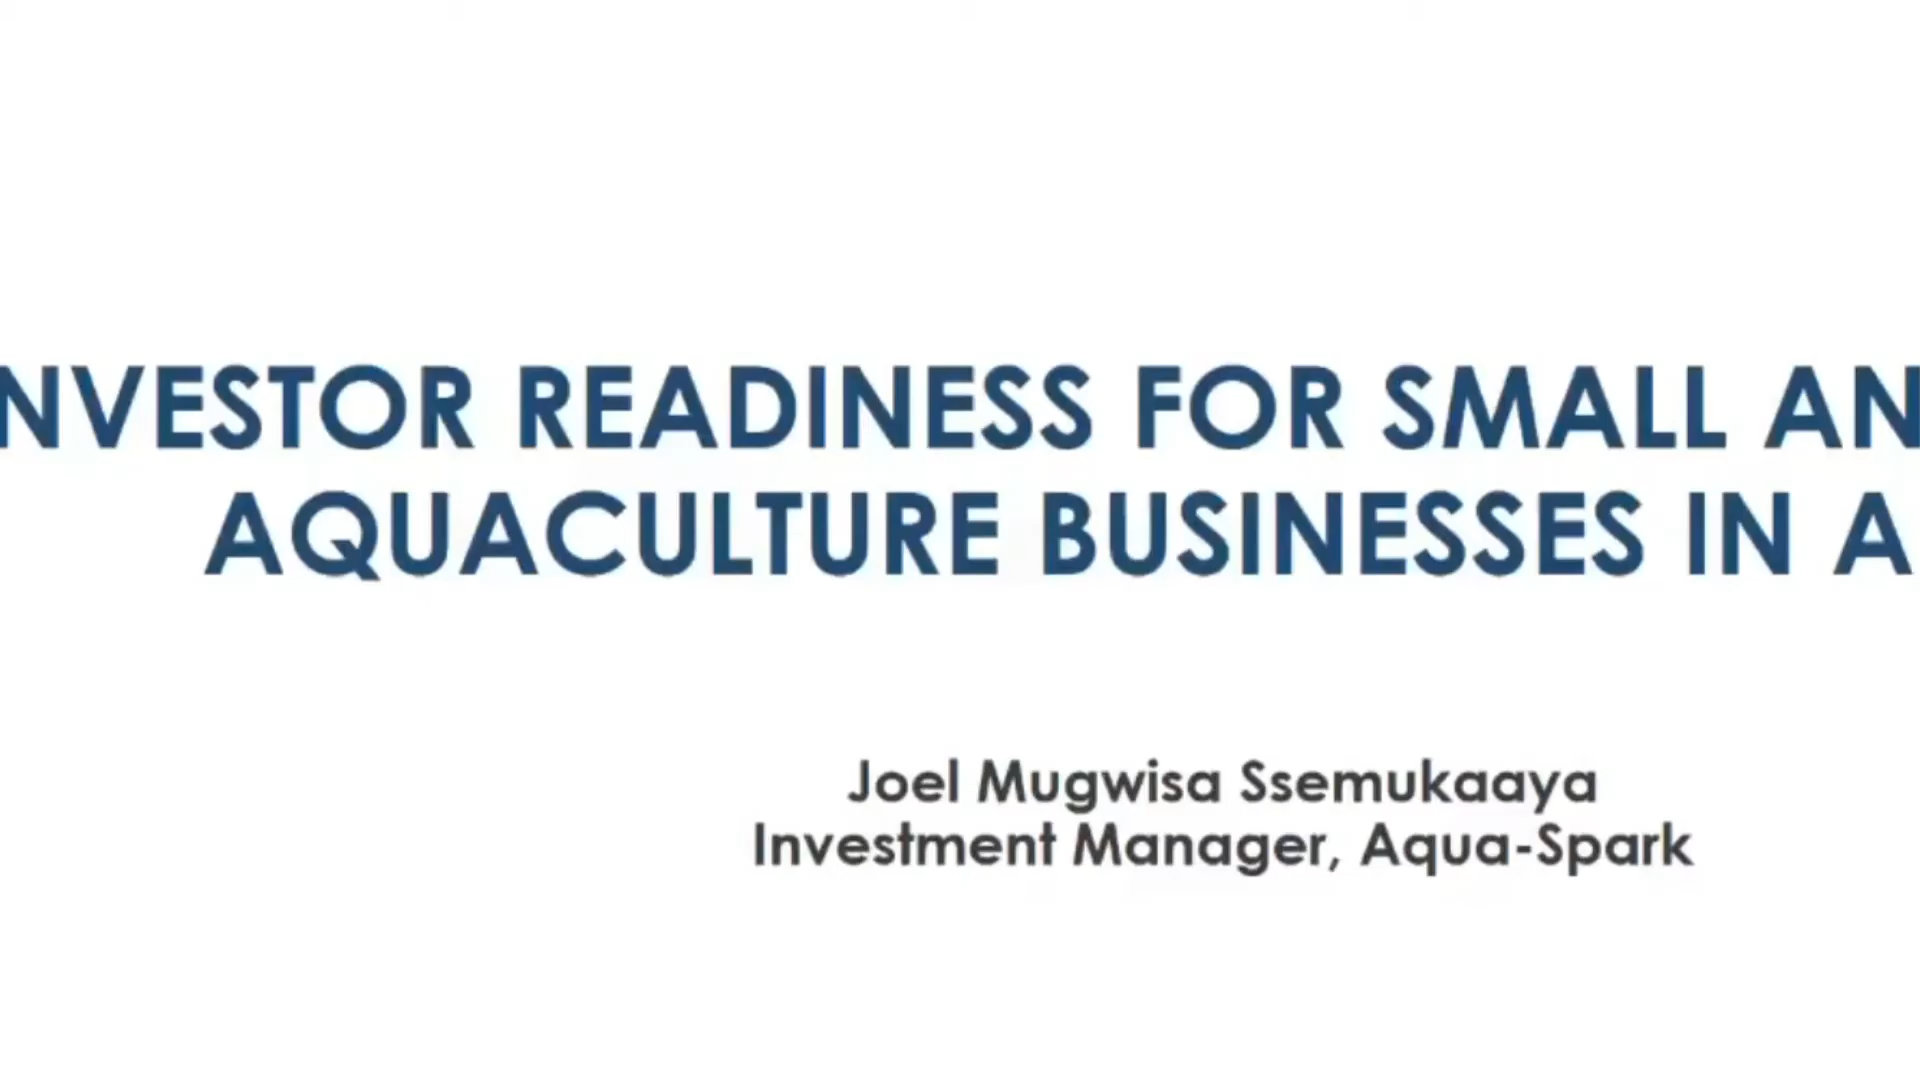 NVESTOR READINESS FOR SMALL AN
AQUACULTURE BUSINESSES IN A
Joel Mugwisa Ssemukaaya
Investment Manager, Aqua-Spark